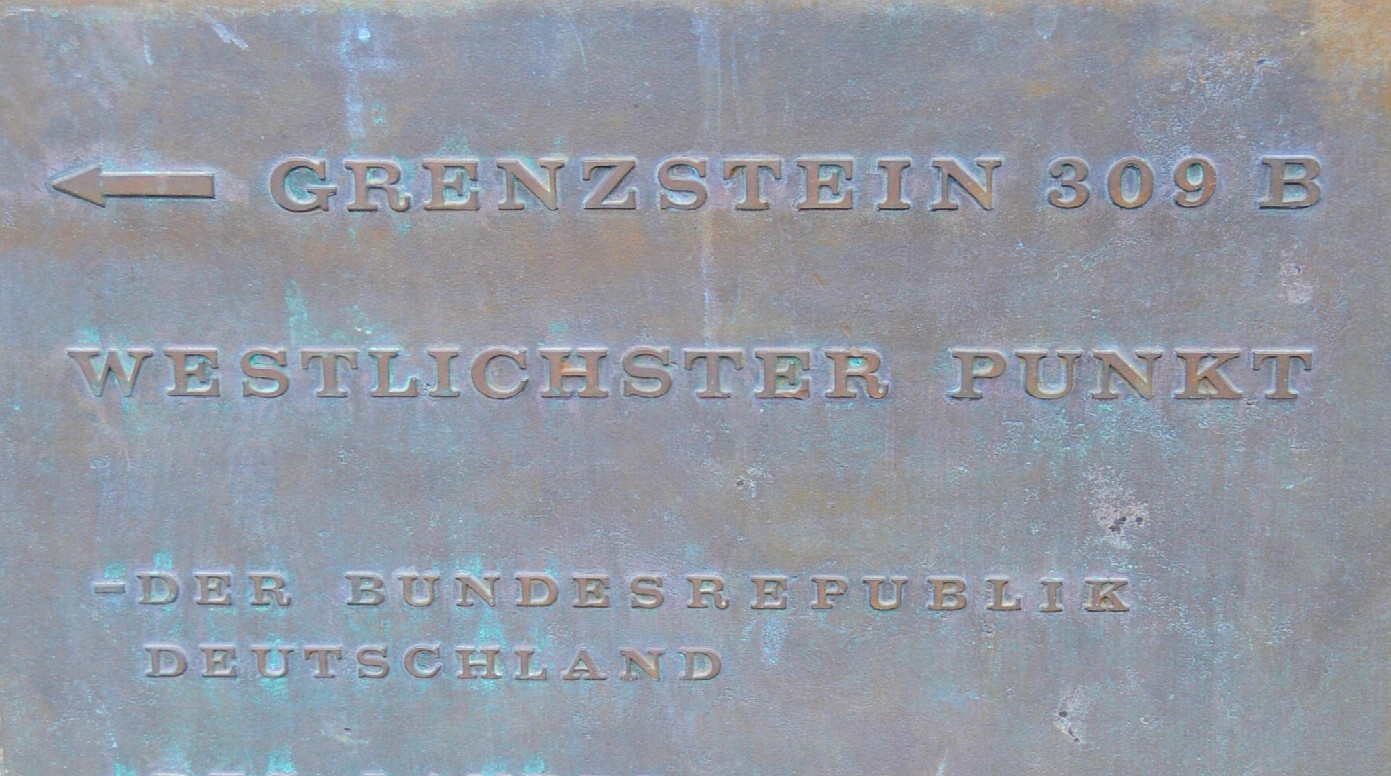 ← GRENZSTEIN 309 B
WESTLICHSTER PUNKT
-DER BUNDESREPUBLIK
DEUTSCHLAND